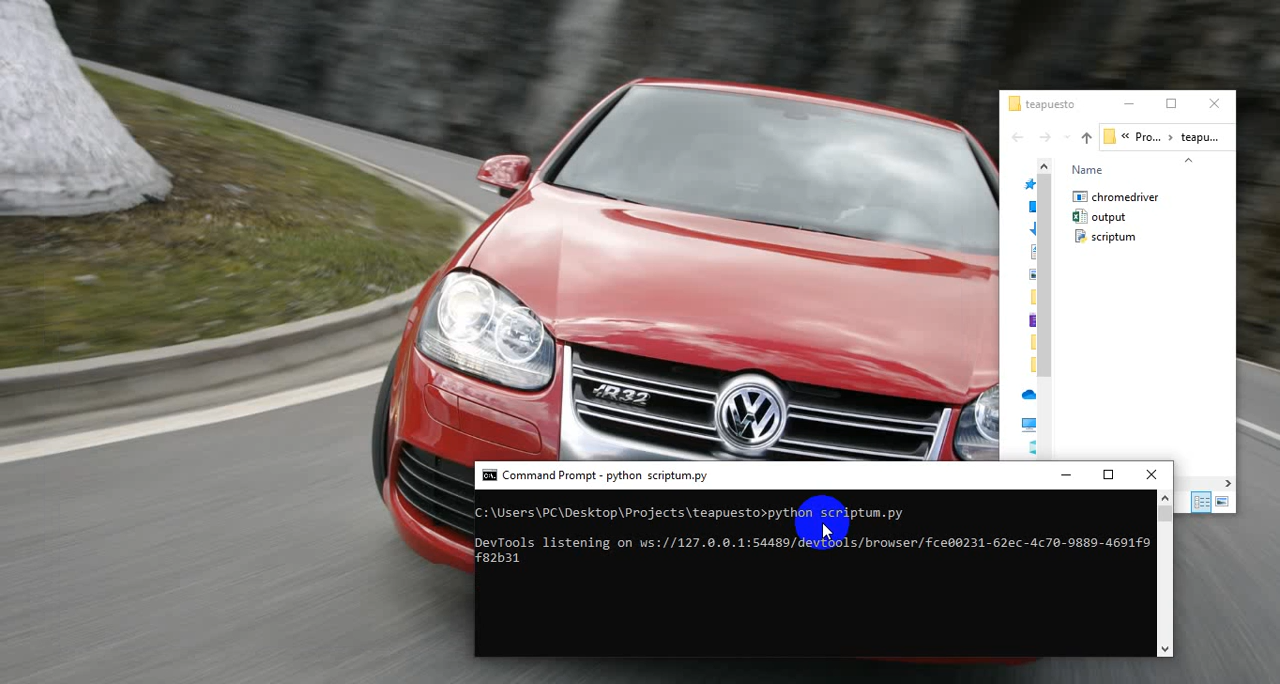 teapuesto
« Pro... › teapu...
Name
chromedriver
output
scriptum
R32
Command Prompt - python  scriptum.py
C:\Users\PC\Desktop\Projects\teapuesto>python scriptum.py
DevTools listening on ws://127.0.0.1:54489/devtools/browser/fce00231-62ec-4c70-9889-4691f9
f82b31